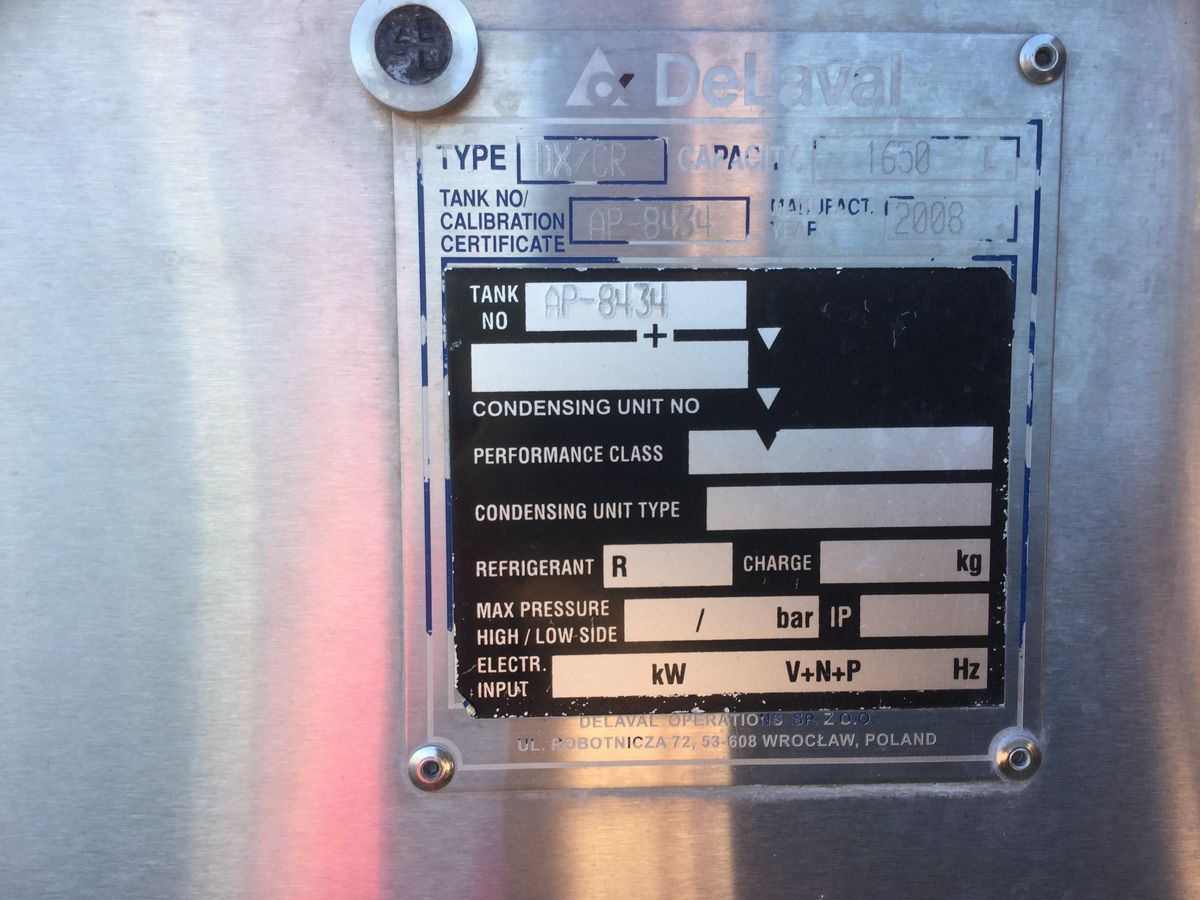 DeLaval
TYPE DX/CR CAPACITY 1650 L
TANK NO/
CALIBRATION
CERTIFICATE AP-8434
MANUFACT.
YEAR 2008
TANK
NO AP-8434
+
CONDENSING UNIT NO
PERFORMANCE CLASS
CONDENSING UNIT TYPE
REFRIGERANT R CHARGE kg
MAX PRESSURE
HIGH / LOW SIDE / bar IP
ELECTR.
INPUT kW V+N+P Hz
DELAVAL OPERATIONS SP. Z O.O.
UL. ROBOTNICZA 72, 53-608 WROCŁAW, POLAND